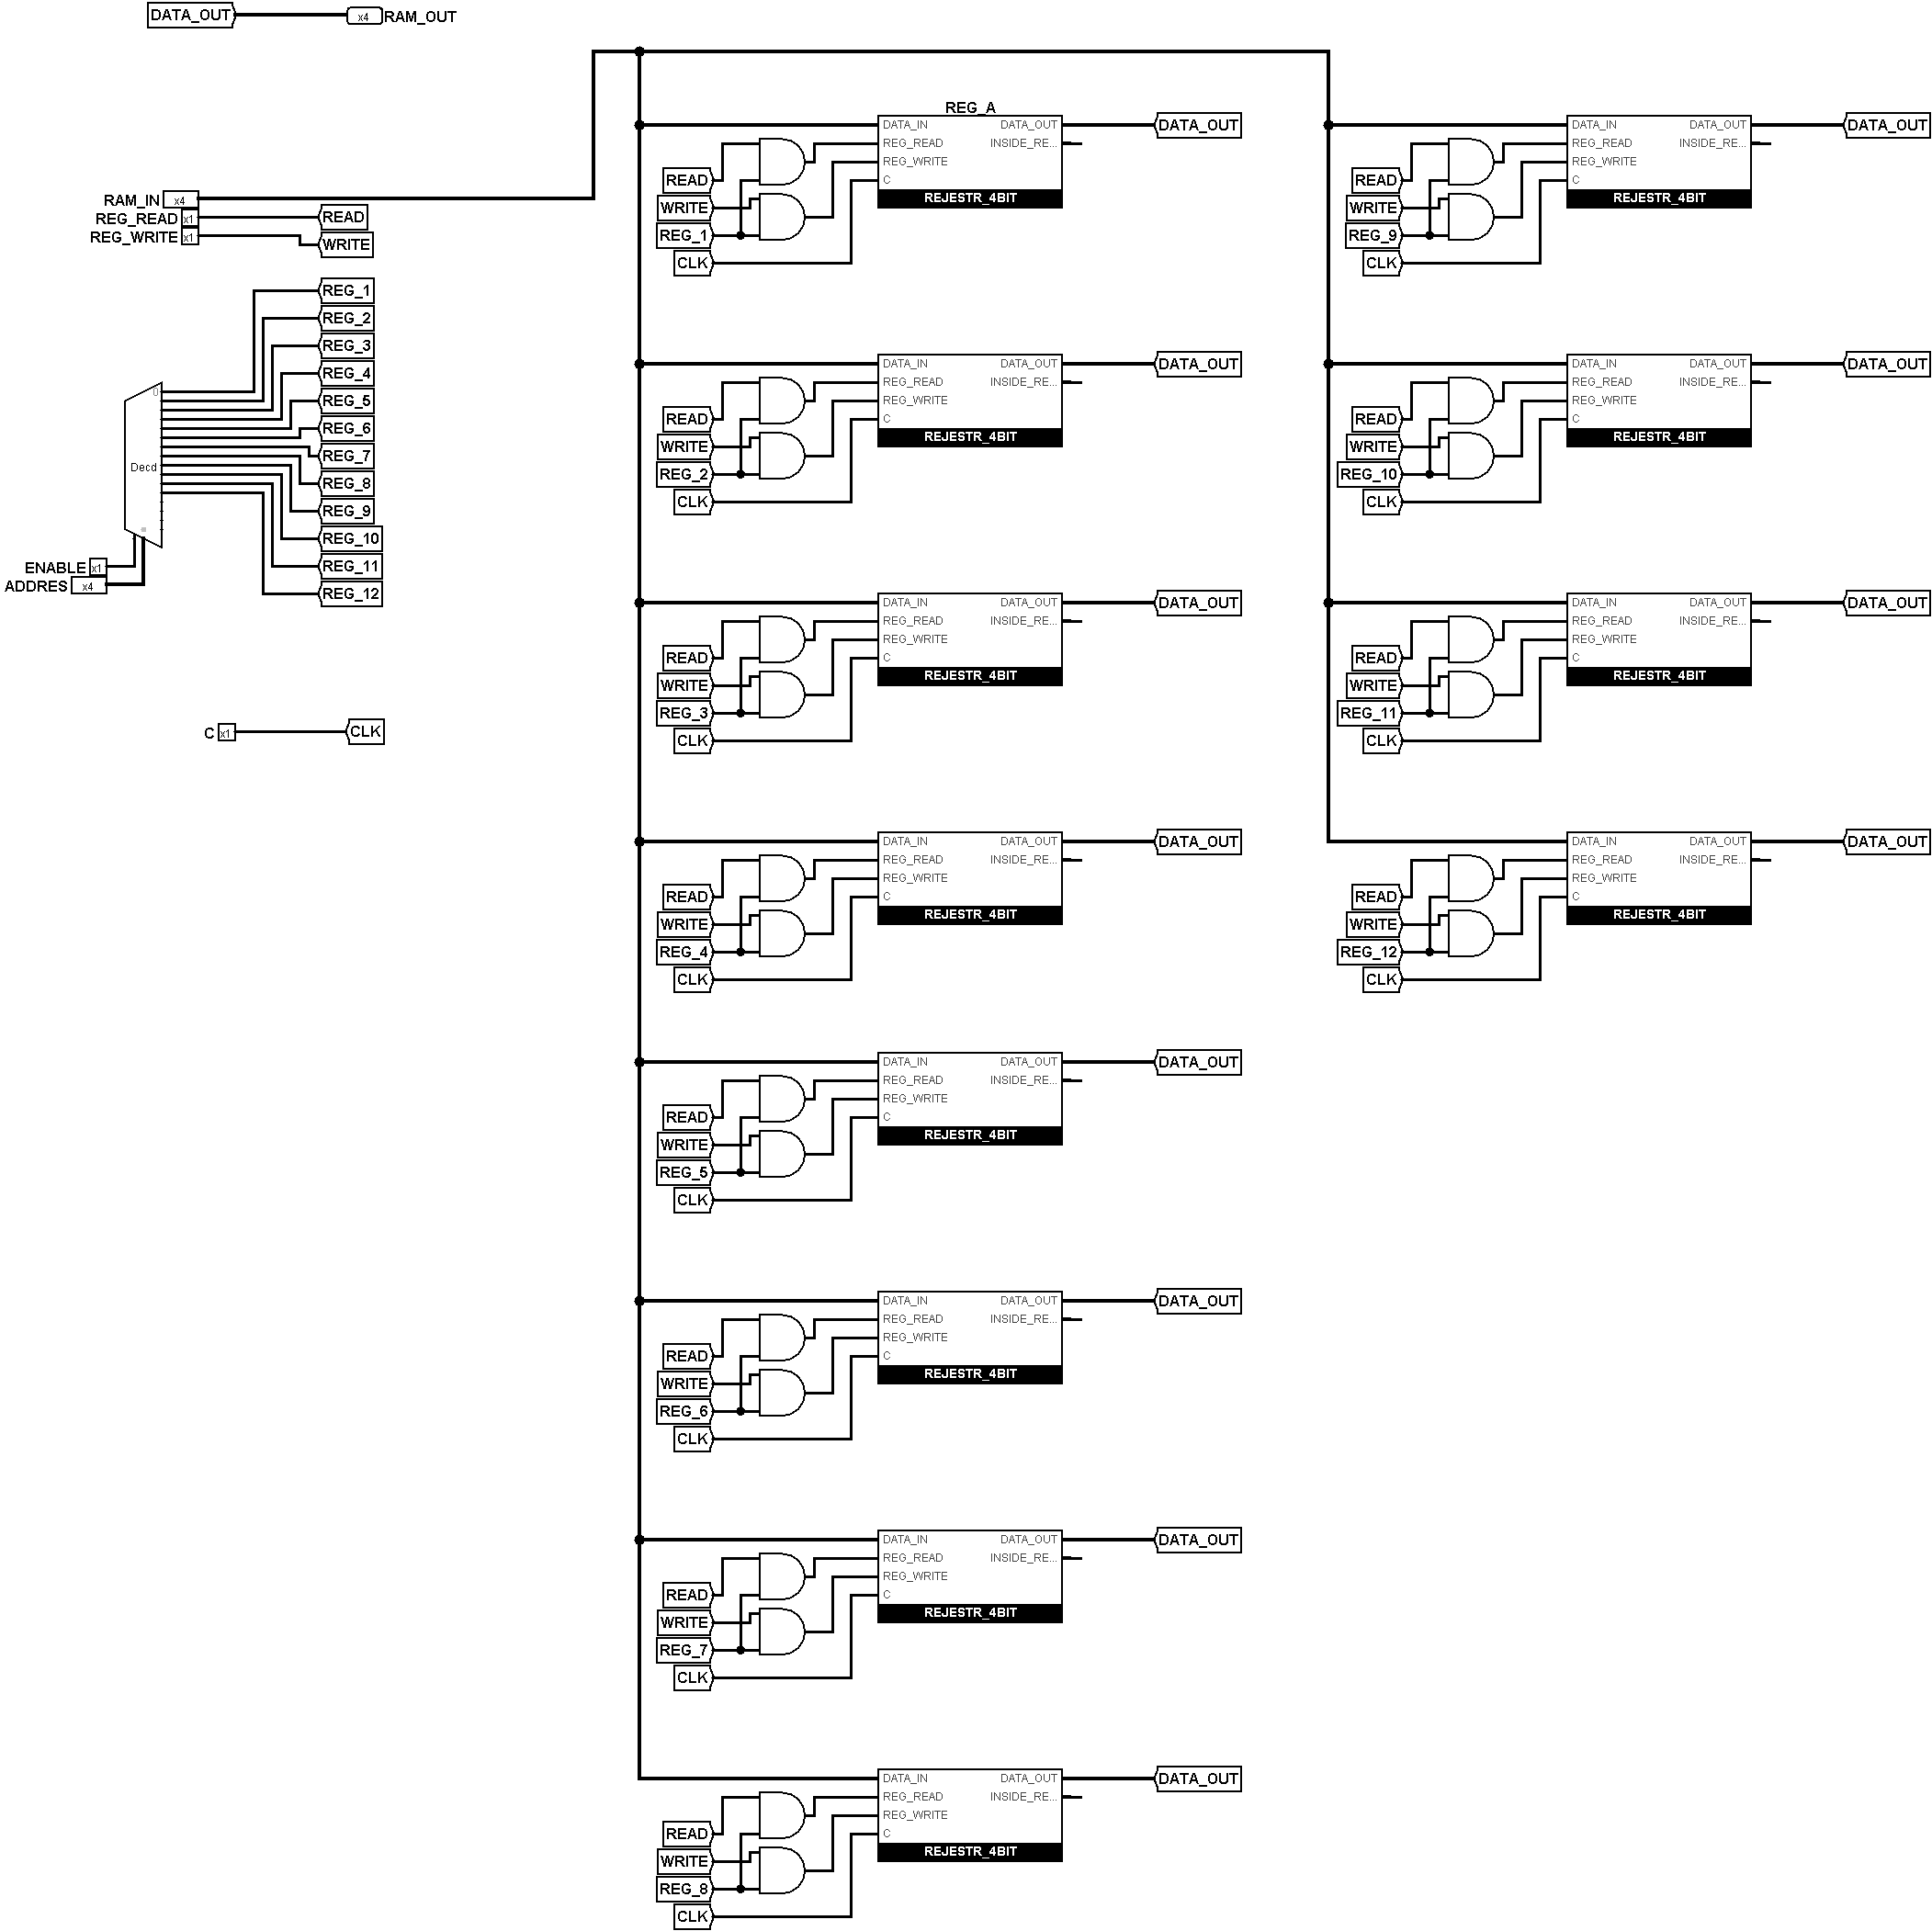 DATA_OUT x4 RAM_OUT
RAM_IN x4
REG_READ x1 READ
REG_WRITE x1 WRITE
REG_1
REG_2
REG_3
REG_4
REG_5
REG_6
REG_7
REG_8
REG_9
REG_10
REG_11
REG_12
0
Decd
ENABLE x1
ADDRES x4
C x1 CLK
REG_A
DATA_IN DATA_OUT DATA_OUT
REG_READ INSIDE_RE...
REG_WRITE
READ C
REJESTR_4BIT
WRITE
REG_1
CLK
DATA_IN DATA_OUT DATA_OUT
REG_READ INSIDE_RE...
REG_WRITE
READ C
REJESTR_4BIT
WRITE
REG_2
CLK
DATA_IN DATA_OUT DATA_OUT
REG_READ INSIDE_RE...
REG_WRITE
READ C
REJESTR_4BIT
WRITE
REG_3
CLK
DATA_IN DATA_OUT DATA_OUT
REG_READ INSIDE_RE...
REG_WRITE
READ C
REJESTR_4BIT
WRITE
REG_4
CLK
DATA_IN DATA_OUT DATA_OUT
REG_READ INSIDE_RE...
REG_WRITE
READ C
REJESTR_4BIT
WRITE
REG_5
CLK
DATA_IN DATA_OUT DATA_OUT
REG_READ INSIDE_RE...
REG_WRITE
READ C
REJESTR_4BIT
WRITE
REG_6
CLK
DATA_IN DATA_OUT DATA_OUT
REG_READ INSIDE_RE...
REG_WRITE
READ C
REJESTR_4BIT
WRITE
REG_7
CLK
DATA_IN DATA_OUT DATA_OUT
REG_READ INSIDE_RE...
REG_WRITE
READ C
REJESTR_4BIT
WRITE
REG_8
CLK
DATA_IN DATA_OUT DATA_OUT
REG_READ INSIDE_RE...
REG_WRITE
READ C
REJESTR_4BIT
WRITE
REG_9
CLK
DATA_IN DATA_OUT DATA_OUT
REG_READ INSIDE_RE...
REG_WRITE
READ C
REJESTR_4BIT
WRITE
REG_10
CLK
DATA_IN DATA_OUT DATA_OUT
REG_READ INSIDE_RE...
REG_WRITE
READ C
REJESTR_4BIT
WRITE
REG_11
CLK
DATA_IN DATA_OUT DATA_OUT
REG_READ INSIDE_RE...
REG_WRITE
READ C
REJESTR_4BIT
WRITE
REG_12
CLK